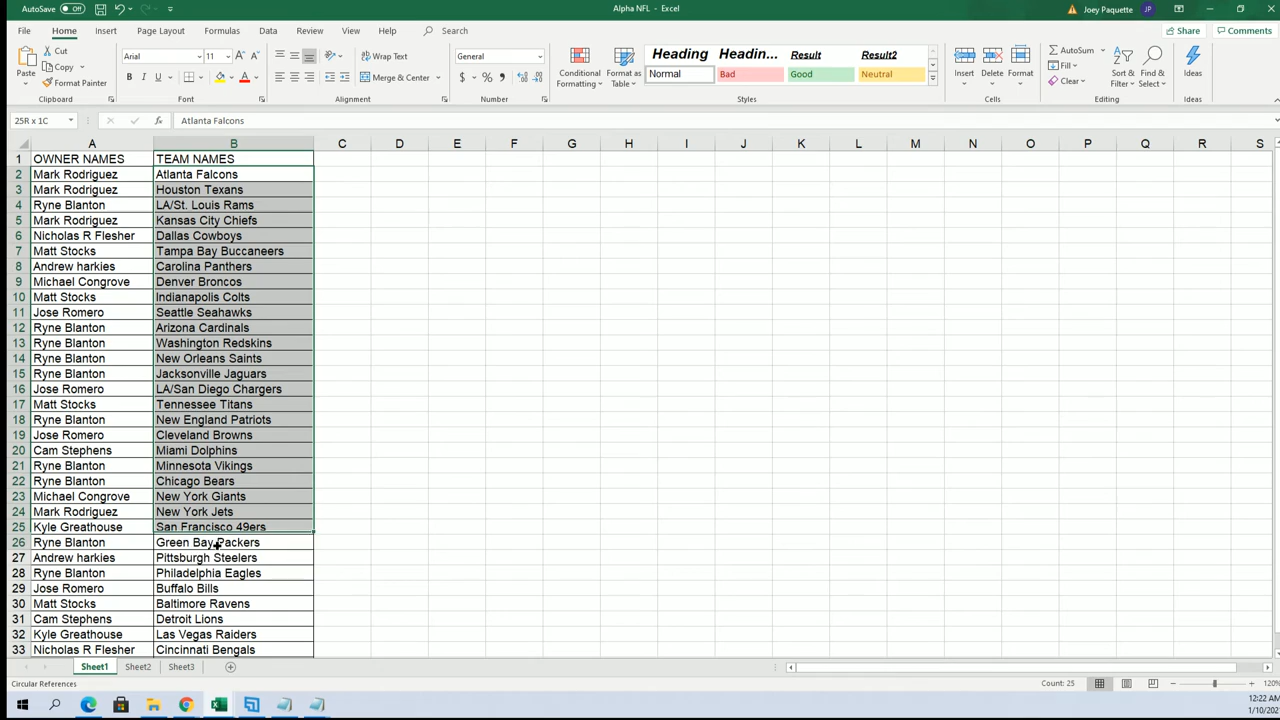 AutoSave Off Alpha NFL - Excel Joey Paquette JP
File Home Insert Page Layout Formulas Data Review View Help Search Share Comments
Paste Cut Copy Format Painter Clipboard
Arial 11 Font
Wrap Text Merge & Center Alignment
General Number
Conditional Formatting Format as Table
Heading Headin... Result Result2
Normal Bad Good Neutral
Styles
Insert Delete Format Cells
AutoSum Fill Clear Sort & Filter Find & Select Editing
Ideas Ideas
25R x 1C fx Atlanta Falcons
A B C D E F G H I J K L M N O P Q R S
1 OWNER NAMES TEAM NAMES
2 Mark Rodriguez Atlanta Falcons
3 Mark Rodriguez Houston Texans
4 Ryne Blanton LA/St. Louis Rams
5 Mark Rodriguez Kansas City Chiefs
6 Nicholas R Flesher Dallas Cowboys
7 Matt Stocks Tampa Bay Buccaneers
8 Andrew harkies Carolina Panthers
9 Michael Congrove Denver Broncos
10 Matt Stocks Indianapolis Colts
11 Jose Romero Seattle Seahawks
12 Ryne Blanton Arizona Cardinals
13 Ryne Blanton Washington Redskins
14 Ryne Blanton New Orleans Saints
15 Ryne Blanton Jacksonville Jaguars
16 Jose Romero LA/San Diego Chargers
17 Matt Stocks Tennessee Titans
18 Ryne Blanton New England Patriots
19 Jose Romero Cleveland Browns
20 Cam Stephens Miami Dolphins
21 Ryne Blanton Minnesota Vikings
22 Ryne Blanton Chicago Bears
23 Michael Congrove New York Giants
24 Mark Rodriguez New York Jets
25 Kyle Greathouse San Francisco 49ers
26 Ryne Blanton Green Bay Packers
27 Andrew harkies Pittsburgh Steelers
28 Ryne Blanton Philadelphia Eagles
29 Jose Romero Buffalo Bills
30 Matt Stocks Baltimore Ravens
31 Cam Stephens Detroit Lions
32 Kyle Greathouse Las Vegas Raiders
33 Nicholas R Flesher Cincinnati Bengals
Sheet1 Sheet2 Sheet3
Circular References Count: 25 120%
12:22 AM
1/10/202